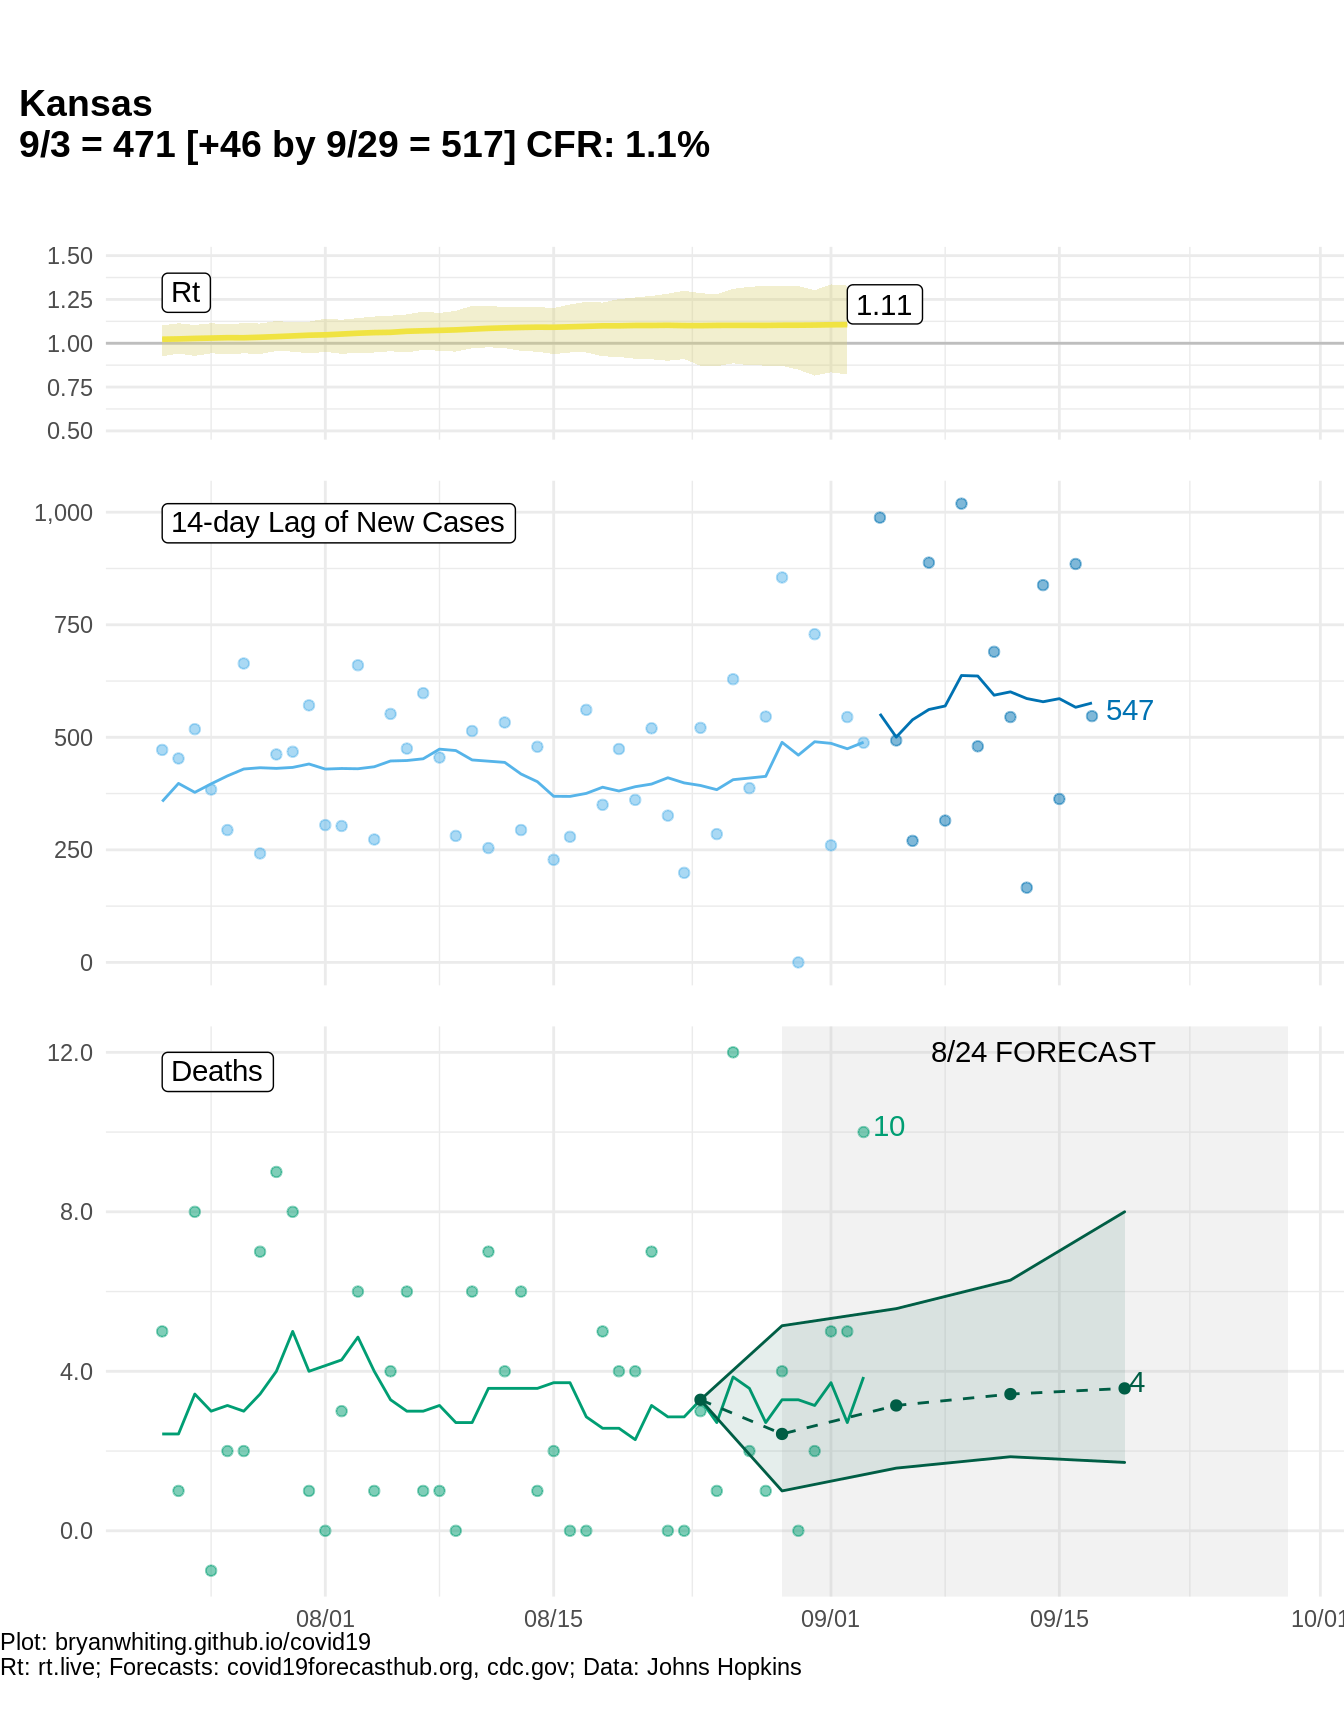 Kansas
9/3 = 471 [+46 by 9/29 = 517] CFR: 1.1%
1.50
1.25
1.00
0.75
0.50
Rt
1.11
1,000
750
500
250
0
14-day Lag of New Cases
547
12.0
8.0
4.0
0.0
Deaths
8/24 FORECAST
10
4
08/01 08/15 09/01 09/15 10/01
Plot: bryanwhiting.github.io/covid19
Rt: rt.live; Forecasts: covid19forecasthub.org, cdc.gov; Data: Johns Hopkins